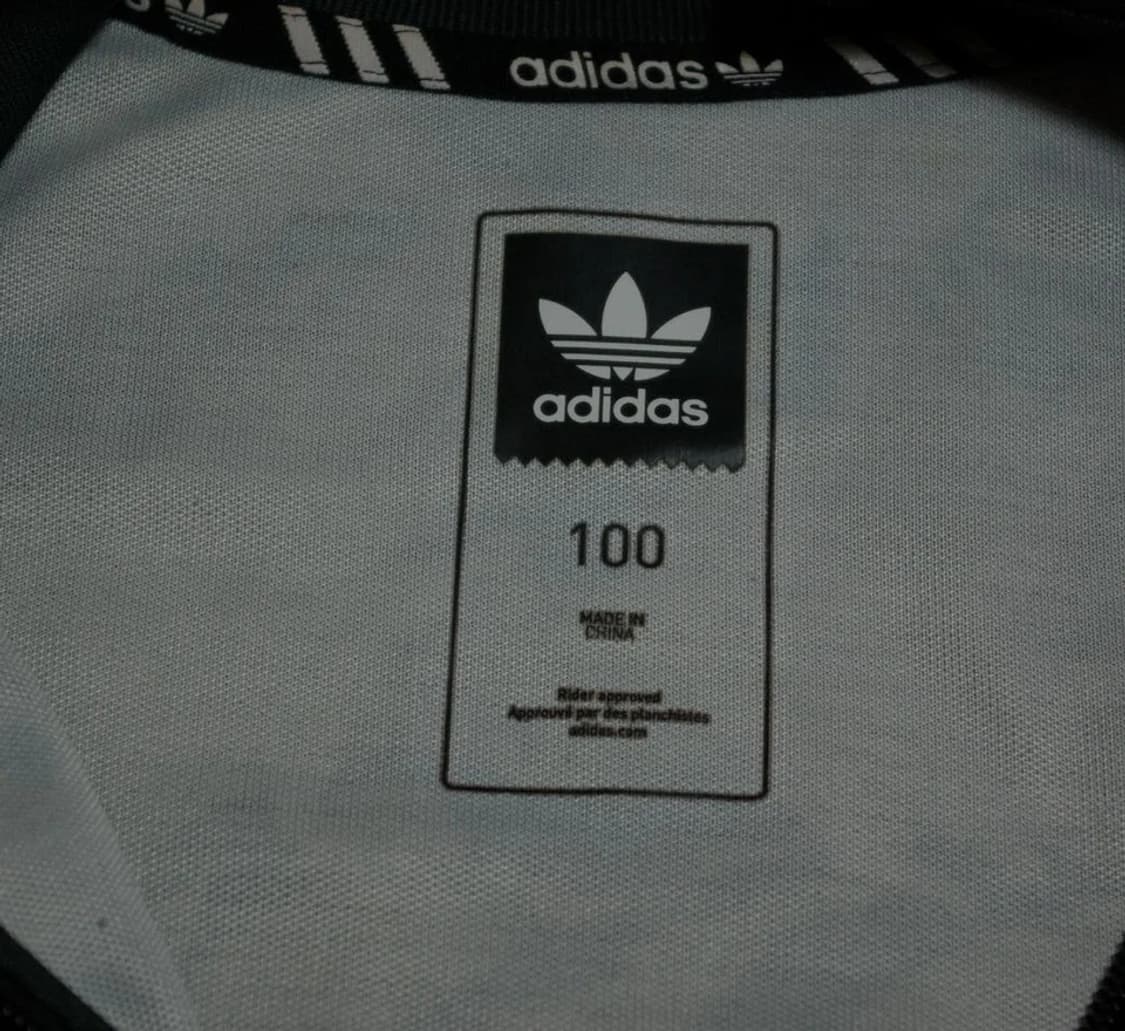 adidas
adidas
100
MADE IN
CHINA
Rider approved
Approuvé par des planchistes
adidas.com